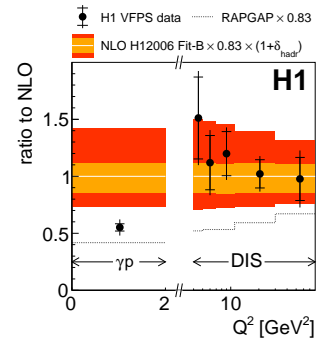 H1 VFPS data RAPGAP × 0.83
NLO H12006 Fit-B × 0.83 × (1+δhadr)
H1
ratio to NLO
2
1.5
1
0.5
0
γp
DIS
0 2 10
Q² [GeV²]